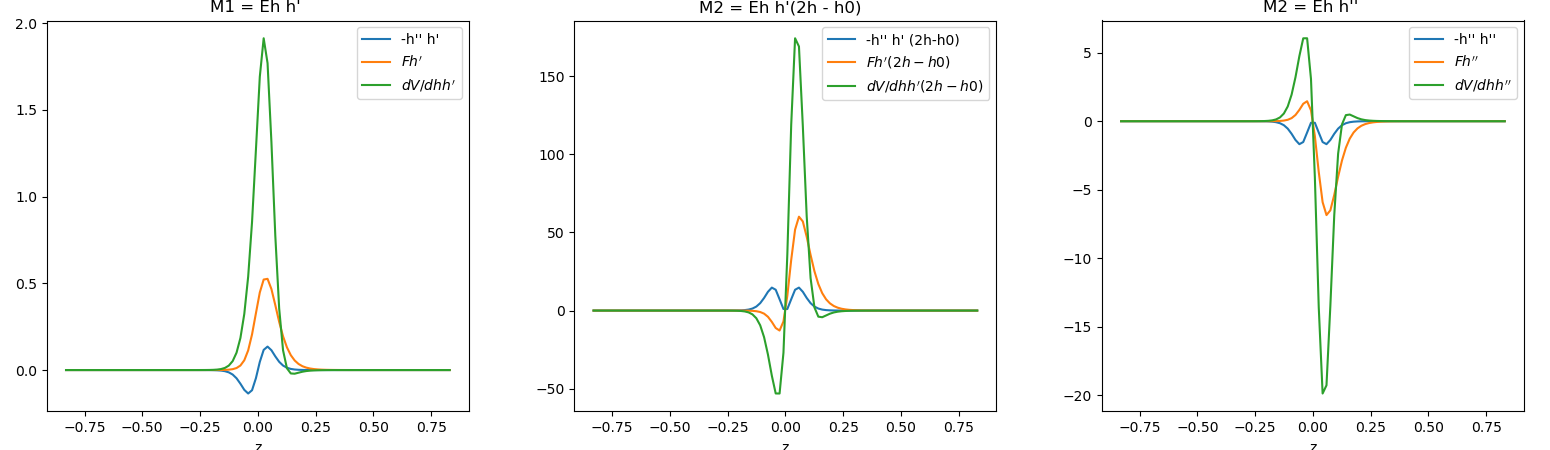 M1 = Eh h'
2.0
1.5
1.0
0.5
0.0
−0.75 −0.50 −0.25 0.00 0.25 0.50 0.75
z
-h'' h'
Fh′
dV/dhh′
M2 = Eh h'(2h - h0)
150
100
50
0
−50
−0.75 −0.50 −0.25 0.00 0.25 0.50 0.75
z
-h'' h' (2h-h0)
Fh′(2h − h0)
dV/dhh′(2h − h0)
M2 = Eh h''
5
0
−5
−10
−15
−20
−0.75 −0.50 −0.25 0.00 0.25 0.50 0.75
z
-h'' h''
Fh′′
dV/dhh′′